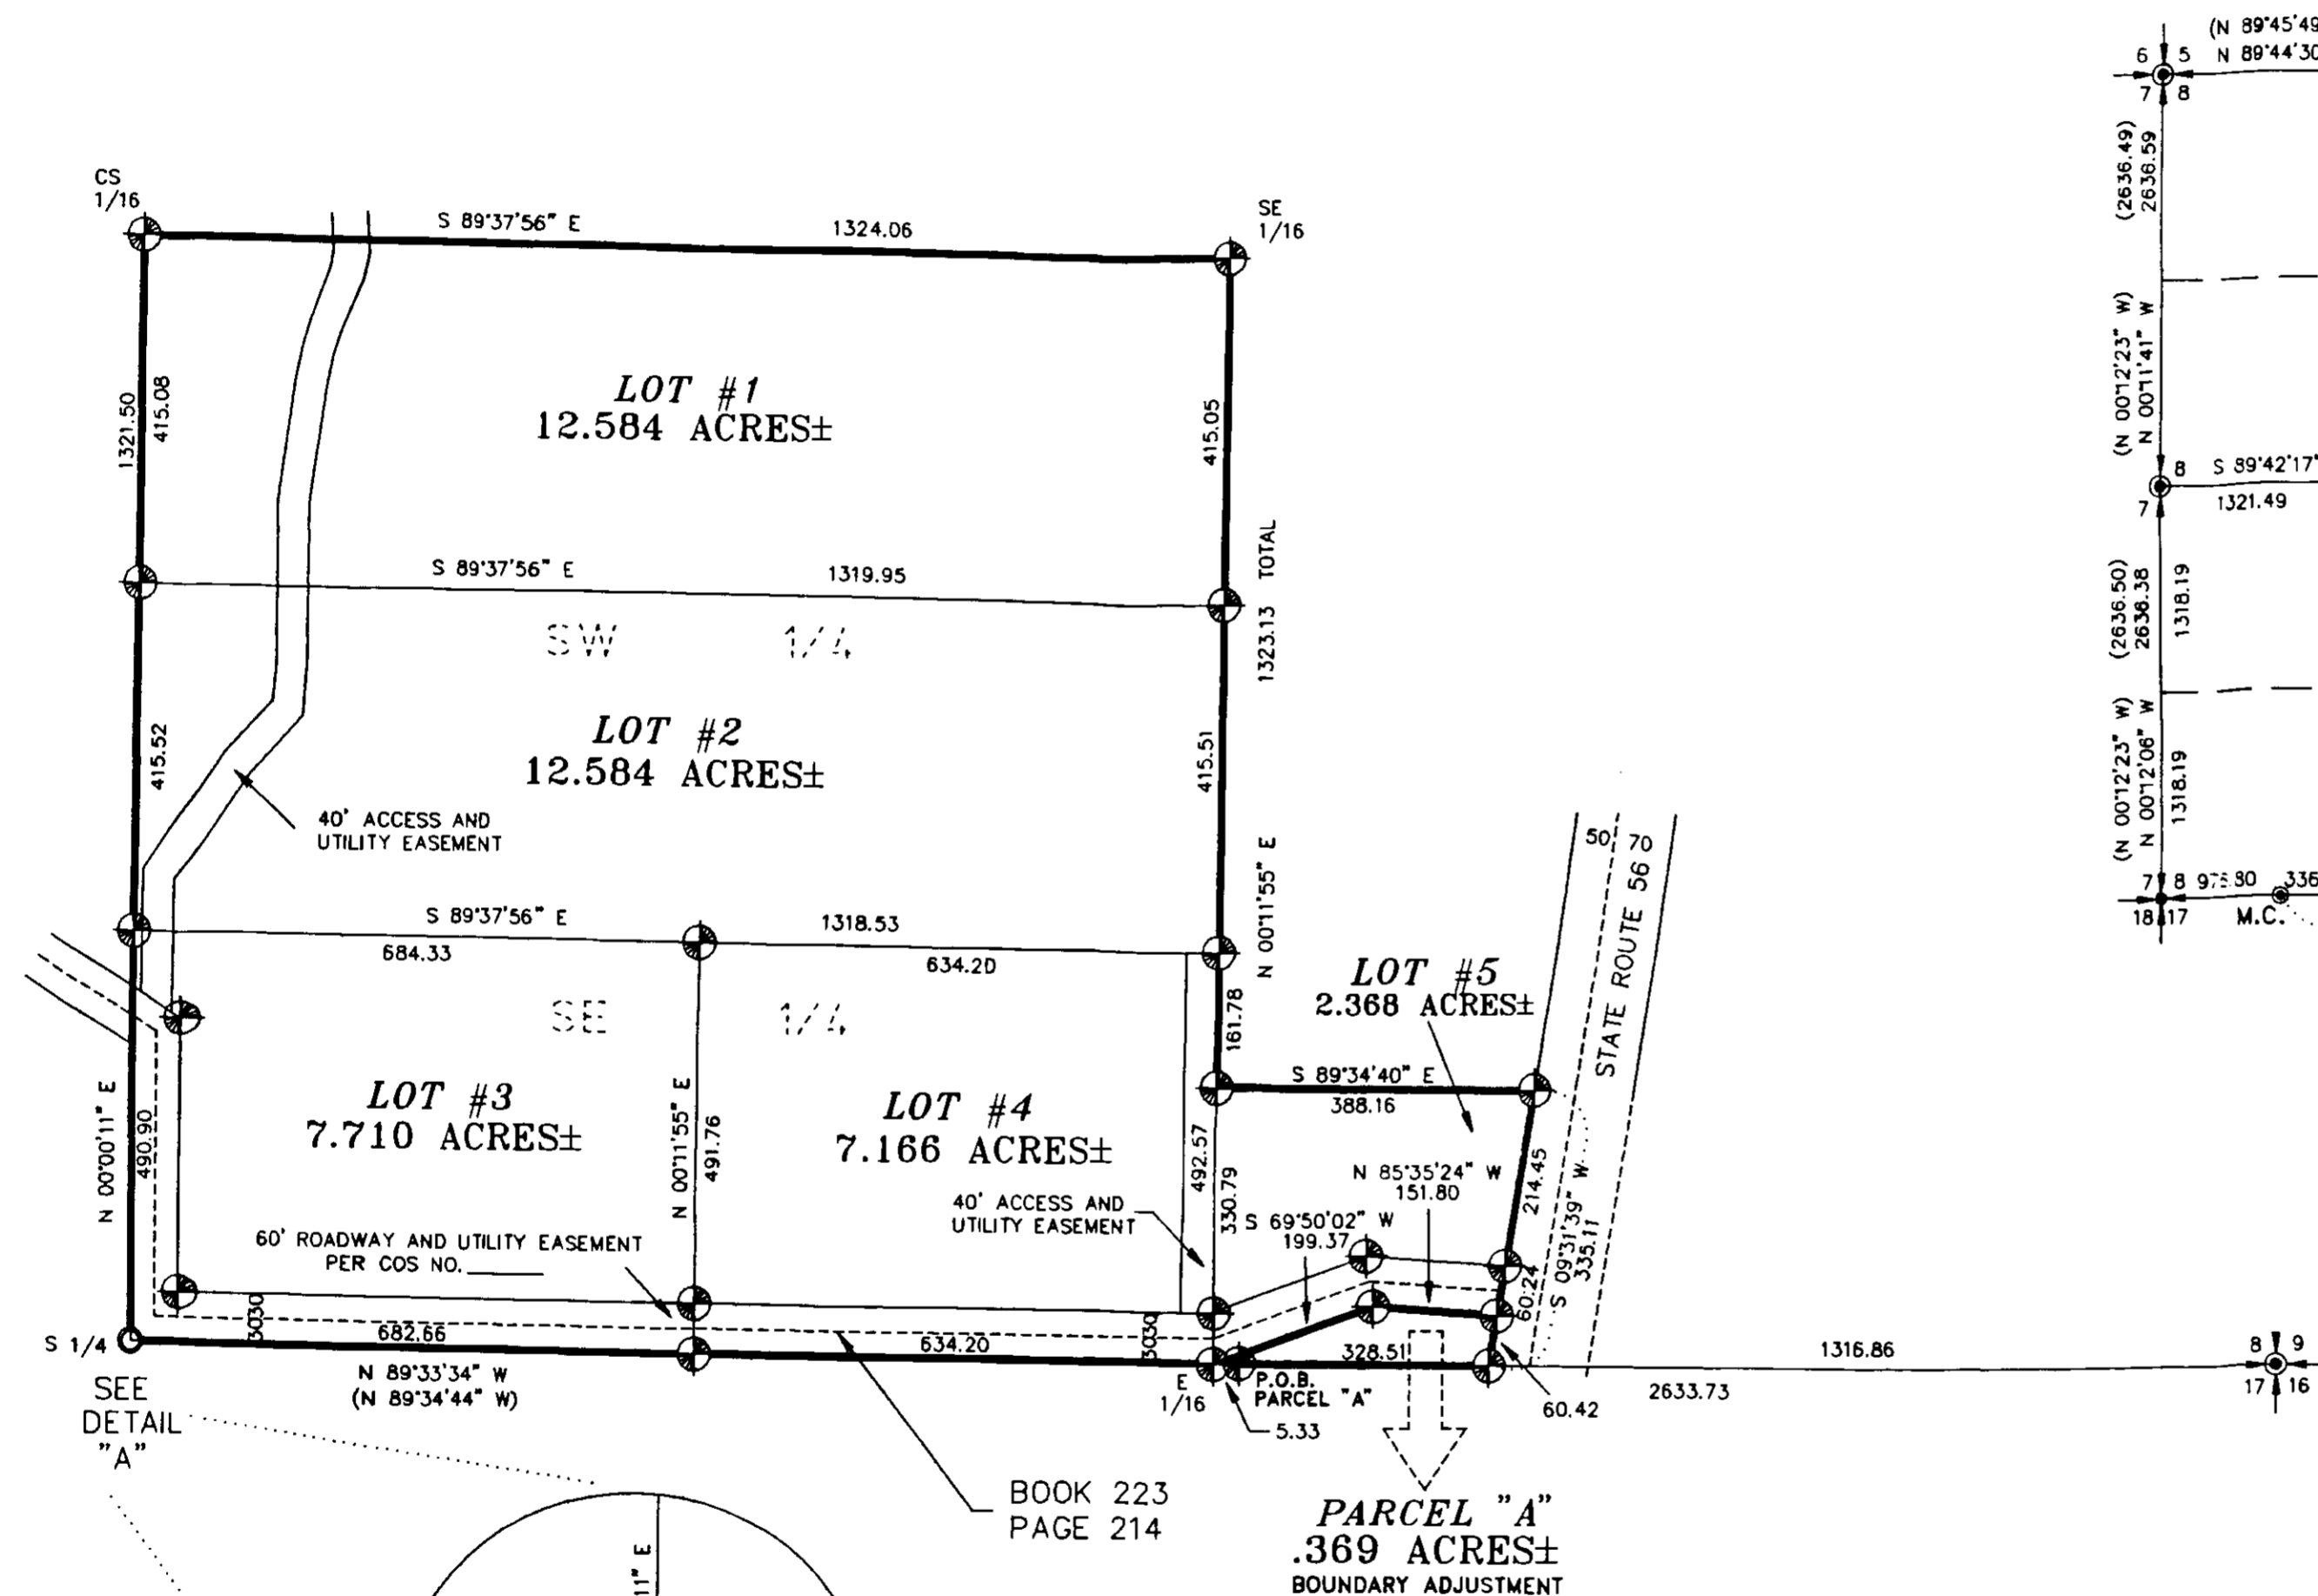 (N 89°45'49
6 5 N 89°44'30
7 8
(2636.49)
2636.59
(N 00°12'23" W)
N 00°11'41" W
8 S 89°42'17"
7 1321.49
(2636.50)
2636.38
1318.19
(N 00°12'23" W)
N 00°12'06" W
1318.19
7 8 336
18 17 M.C.
CS
1/16
S 89°37'56" E 1324.06
SE
1/16
1321.50
415.08
LOT #1
12.584 ACRES±
415.05
1323.13 TOTAL
S 89°37'56" E 1319.95
SW 1/4
415.52
LOT #2
12.584 ACRES±
415.51
40' ACCESS AND
UTILITY EASEMENT
N 00°11'55" E
50 70
STATE ROUTE 56
S 89°37'56" E 1318.53
684.33 634.20
SE 1/4
161.78
LOT #5
2.368 ACRES±
S 89°34'40" E
388.16
N 00°00'11" E
490.90
LOT #3
7.710 ACRES±
N 00°11'55" E
491.76
LOT #4
7.166 ACRES±
492.57
330.79
N 85°35'24" W
151.80
214.45
S 09°31'39" W
335.11
40' ACCESS AND
UTILITY EASEMENT
S 69°50'02" W
199.37
60' ROADWAY AND UTILITY EASEMENT
PER COS NO.
60.24
3030
3030
S 1/4
682.66 634.20 328.51 1316.86
N 89°33'34" W
(N 89°34'44" W)
E
1/16
P.O.B.
PARCEL "A"
5.33
60.42
2633.73
8 9
17 16
SEE
DETAIL
"A"
BOOK 223
PAGE 214
PARCEL "A"
.369 ACRES±
BOUNDARY ADJUSTMENT
11" E